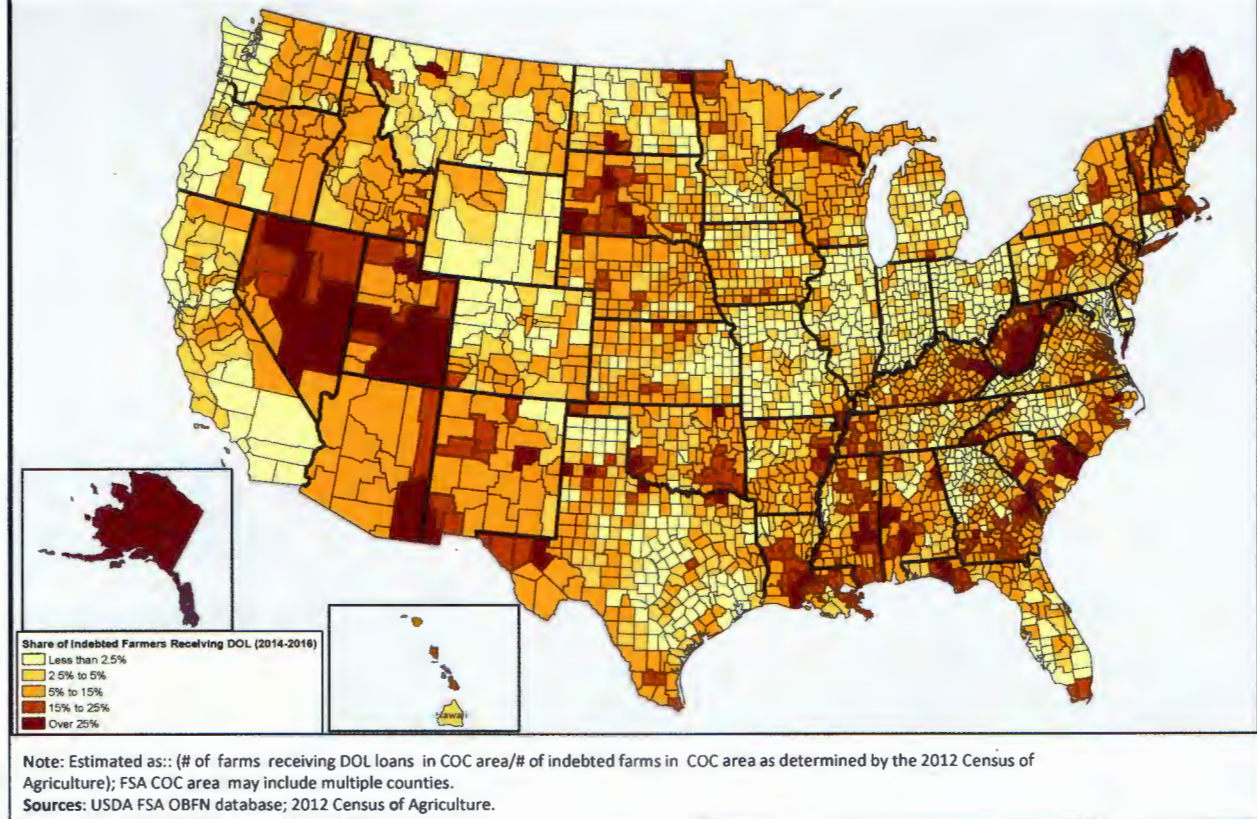 Share of Indebted Farmers Receiving DOL (2014-2016)
Less than 2.5%
2 5% to 5%
5% to 15%
15% to 25%
Over 25%
Hawaii
Note: Estimated as:: (# of farms receiving DOL loans in COC area/# of indebted farms in COC area as determined by the 2012 Census of
Agriculture); FSA COC area may include multiple counties.
Sources: USDA FSA OBFN database; 2012 Census of Agriculture.